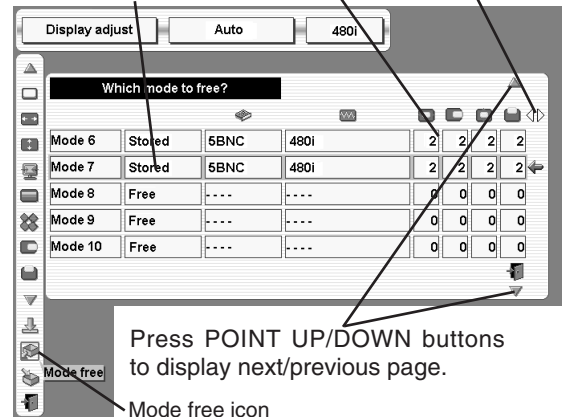 Display adjust Auto 480i
Which mode to free?
Mode 6 Stored 5BNC 480i 2 2 2 2
Mode 7 Stored 5BNC 480i 2 2 2 2
Mode 8 Free ---- ---- 0 0 0 0
Mode 9 Free ---- ---- 0 0 0 0
Mode 10 Free ---- ---- 0 0 0 0
Press POINT UP/DOWN buttons
to display next/previous page.
Mode free
Mode free icon